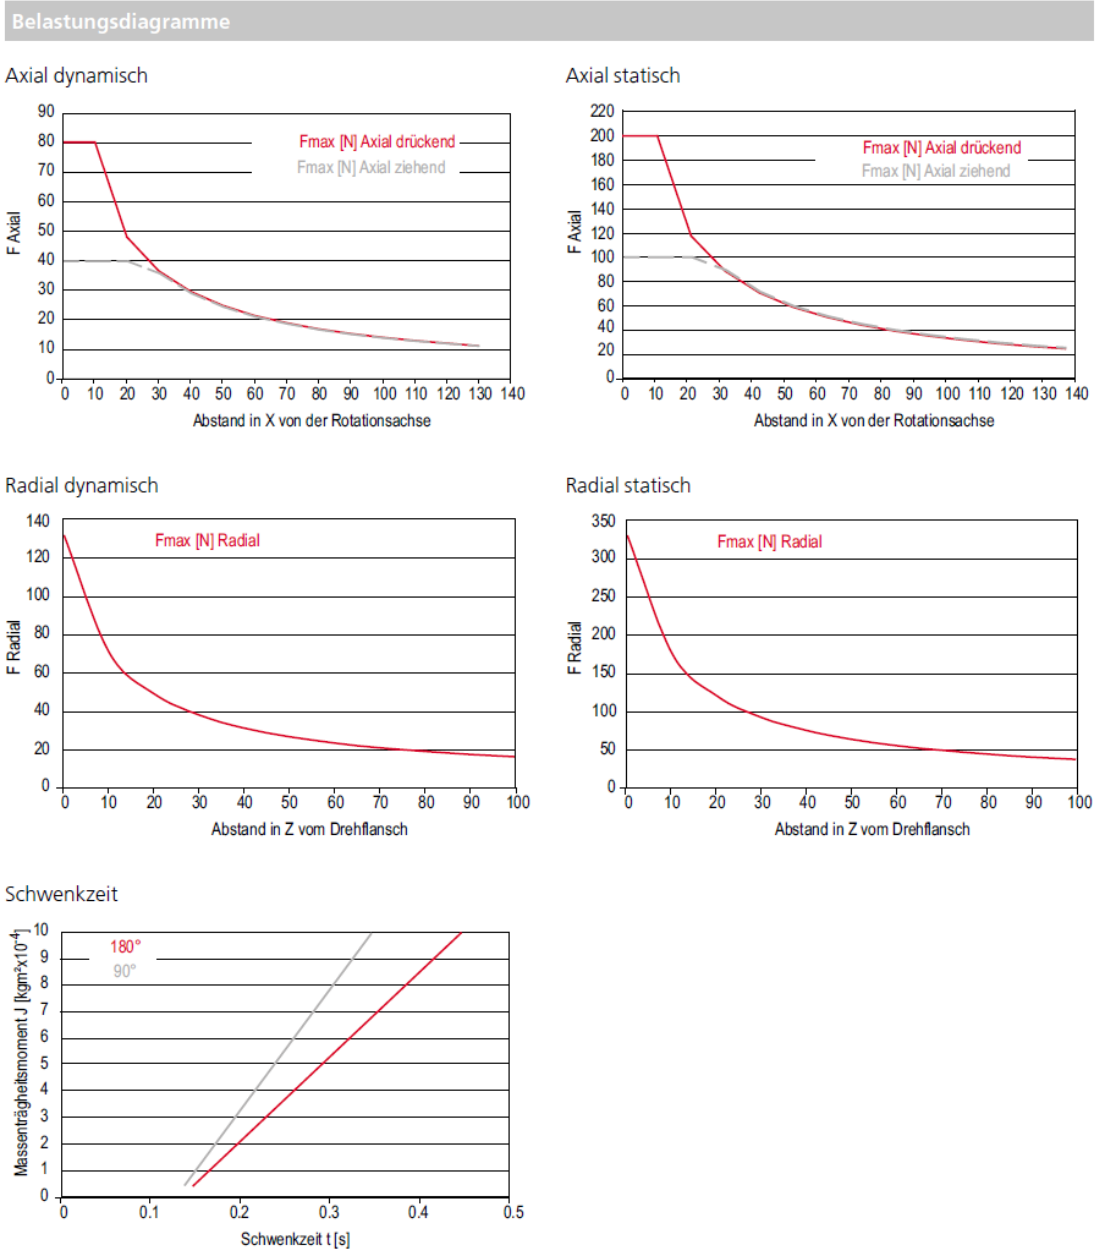 Belastungsdiagramme
Axial dynamisch
90
80
70
60
50
40
30
20
10
0
F Axial
Fmax [N] Axial drückend
Fmax [N] Axial ziehend
0 10 20 30 40 50 60 70 80 90 100 110 120 130 140
Abstand in X von der Rotationsachse
Axial statisch
220
200
180
160
140
120
100
80
60
40
20
0
F Axial
Fmax [N] Axial drückend
Fmax [N] Axial ziehend
0 10 20 30 40 50 60 70 80 90 100 110 120 130 140
Abstand in X von der Rotationsachse
Radial dynamisch
140
120
100
80
60
40
20
0
F Radial
Fmax [N] Radial
0 10 20 30 40 50 60 70 80 90 100
Abstand in Z vom Drehflansch
Radial statisch
350
300
250
200
150
100
50
0
F Radial
Fmax [N] Radial
0 10 20 30 40 50 60 70 80 90 100
Abstand in Z vom Drehflansch
Schwenkzeit
10
9
8
7
6
5
4
3
2
1
0
Massenträgheitsmoment J [kgm²x10⁻⁴]
180°
90°
0 0.1 0.2 0.3 0.4 0.5
Schwenkzeit t [s]